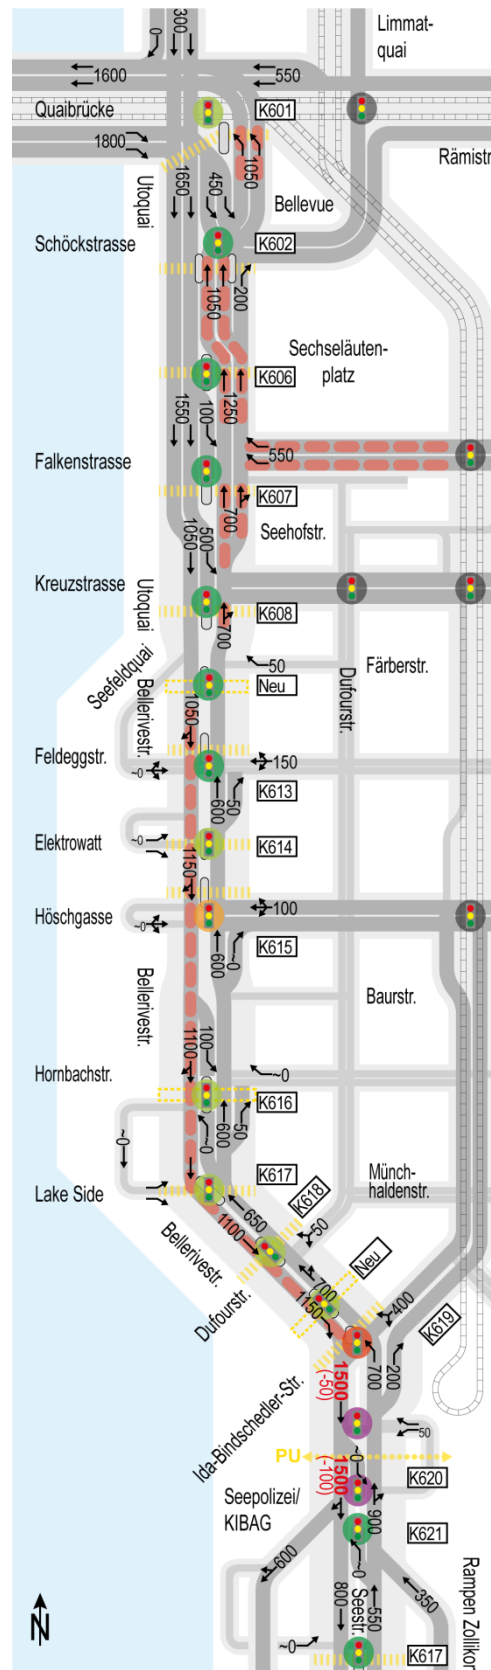 300
0
Limmat-
quai
1600
550
Quaibrücke
K601
1800
Rämistr
1050
Utoquai
1650
450
Bellevue
Schöckstrasse
K602
1050
200
Sechseläuten-
platz
K606
1550
100
1250
550
Falkenstrasse
K607
700
Seehofstr.
1050
500
Kreuzstrasse
Utoquai
K608
700
50
Färberstr.
Seefeldquai
Bellerivestr.
Neu
Dufourstr.
1050
Feldeggstr.
~0
150
K613
600
50
Elektrowatt
~0
K614
1150
Höschgasse
~0
100
K615
600
~0
Bellerivestr.
Baurstr.
1100
100
Hornbachstr.
~0
K616
~0
600
50
~0
K617
Münch-
haldenstr.
Lake Side
K618
650
50
1100
Bellerivestr.
Neu
Dufourstr.
700
1150
400
K619
700
200
Ida-Bindschedler-Str.
1500
(-50)
50
PU
~0
1500
(-100)
K620
Seepolizei/
KIBAG
900
K621
600
~0
350
800
Seestr.
550
Rampen Zollikon
N
~0
K617